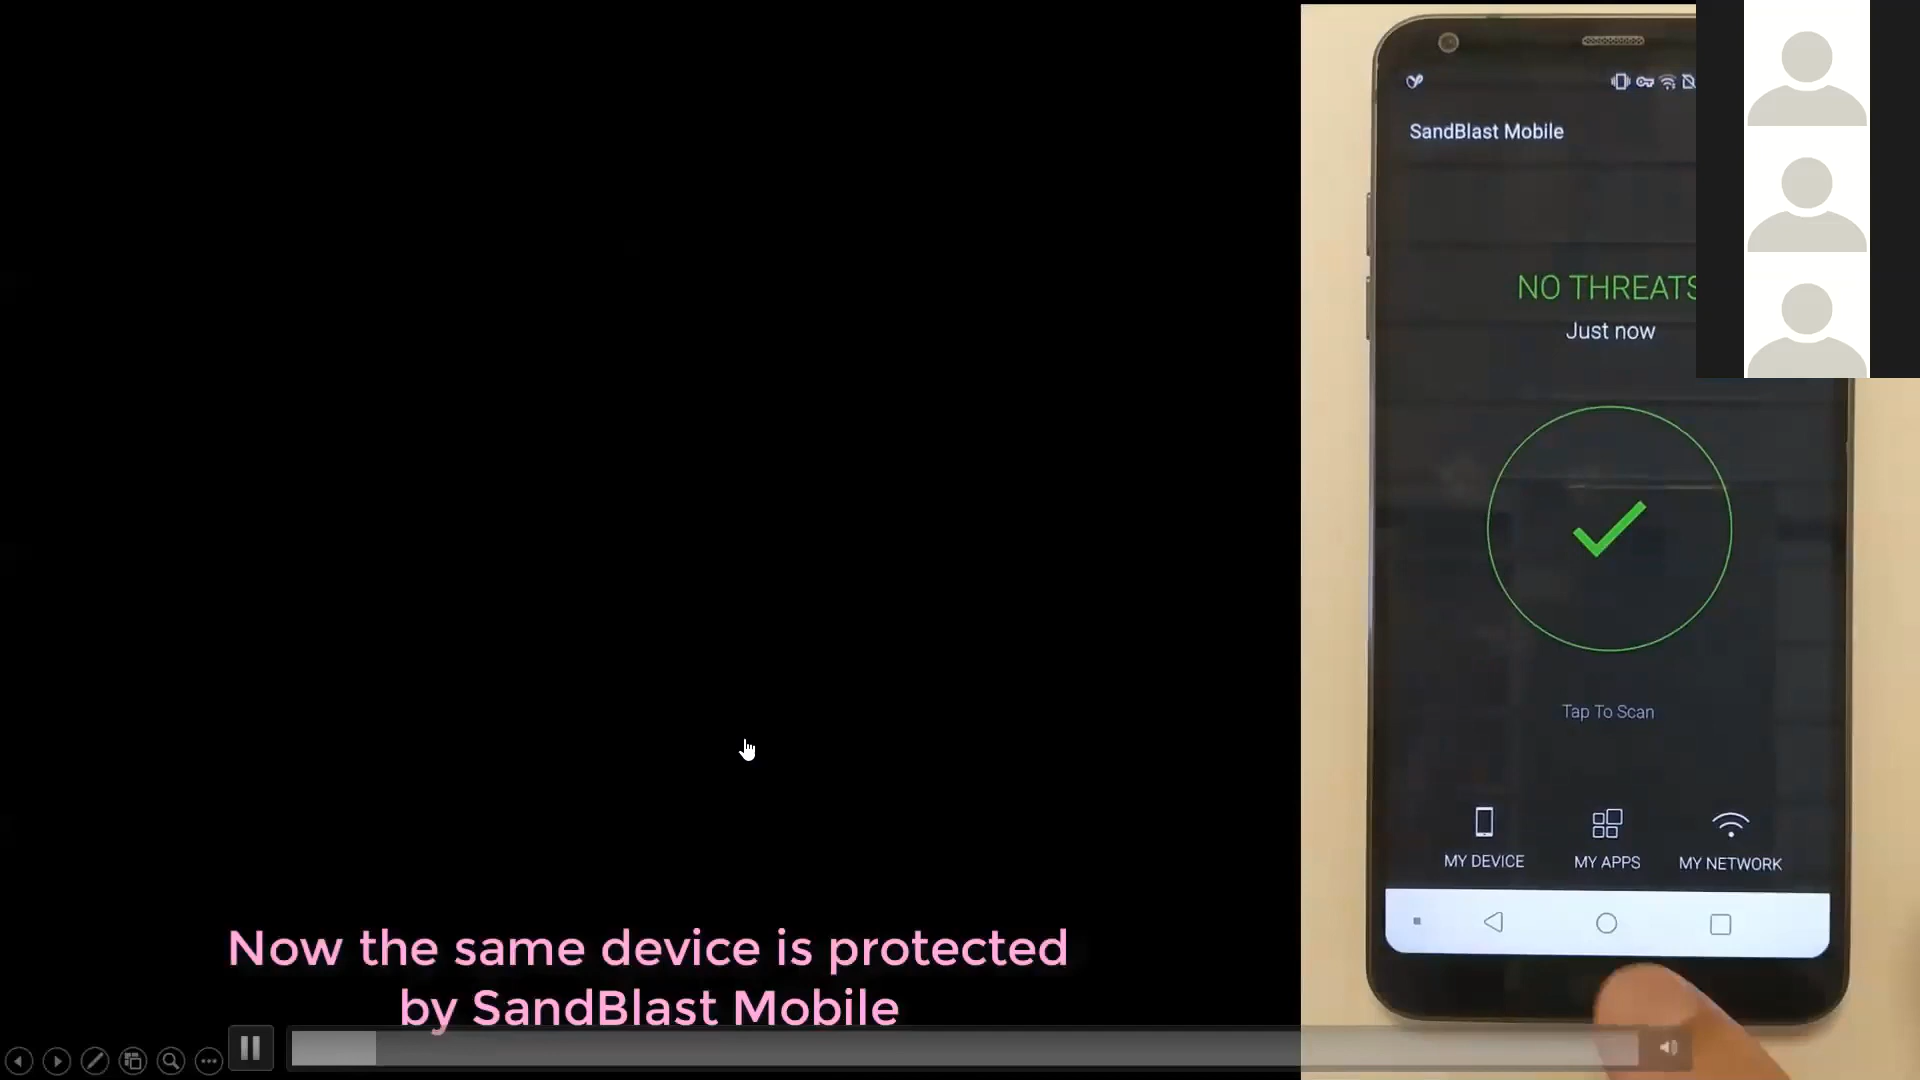 SandBlast Mobile
NO THREATS
Just now
Tap To Scan
MY DEVICE
MY APPS
MY NETWORK
Now the same device is protected
by SandBlast Mobile